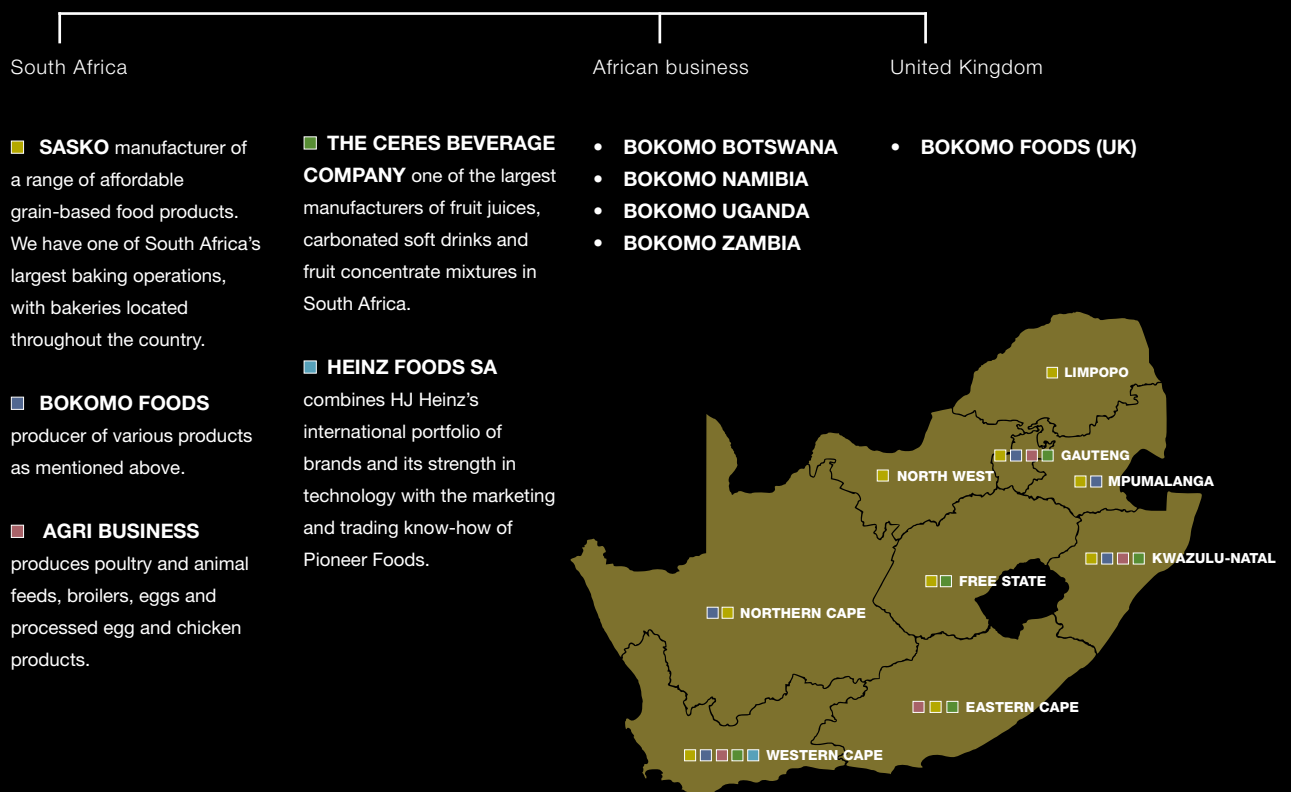 South Africa
African business
United Kingdom
SASKO manufacturer of
a range of affordable
grain-based food products.
We have one of South Africa’s
largest baking operations,
with bakeries located
throughout the country.
BOKOMO FOODS
producer of various products
as mentioned above.
AGRI BUSINESS
produces poultry and animal
feeds, broilers, eggs and
processed egg and chicken
products.
THE CERES BEVERAGE
COMPANY one of the largest
manufacturers of fruit juices,
carbonated soft drinks and
fruit concentrate mixtures in
South Africa.
HEINZ FOODS SA
combines HJ Heinz’s
international portfolio of
brands and its strength in
technology with the marketing
and trading know-how of
Pioneer Foods.
• BOKOMO BOTSWANA
• BOKOMO NAMIBIA
• BOKOMO UGANDA
• BOKOMO ZAMBIA
• BOKOMO FOODS (UK)
LIMPOPO
GAUTENG
NORTH WEST
MPUMALANGA
KWAZULU-NATAL
FREE STATE
NORTHERN CAPE
EASTERN CAPE
WESTERN CAPE